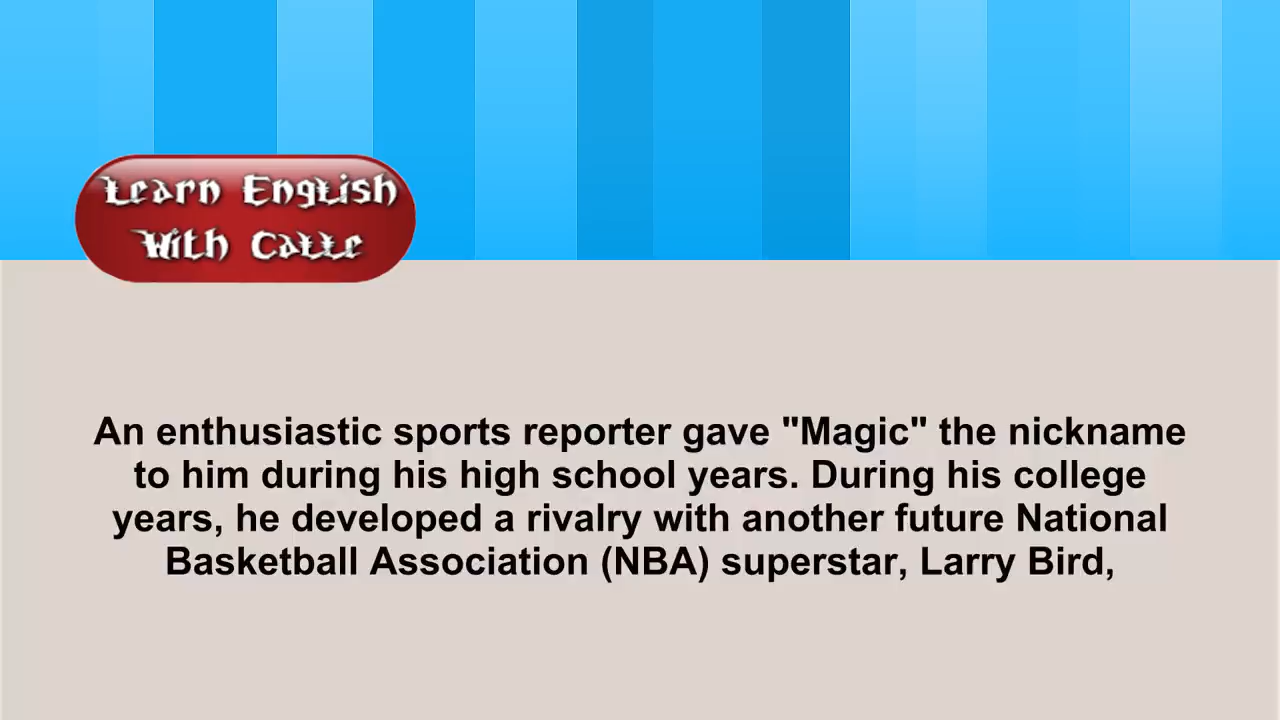 Learn English
With Catte
An enthusiastic sports reporter gave "Magic" the nickname
to him during his high school years. During his college
years, he developed a rivalry with another future National
Basketball Association (NBA) superstar, Larry Bird,